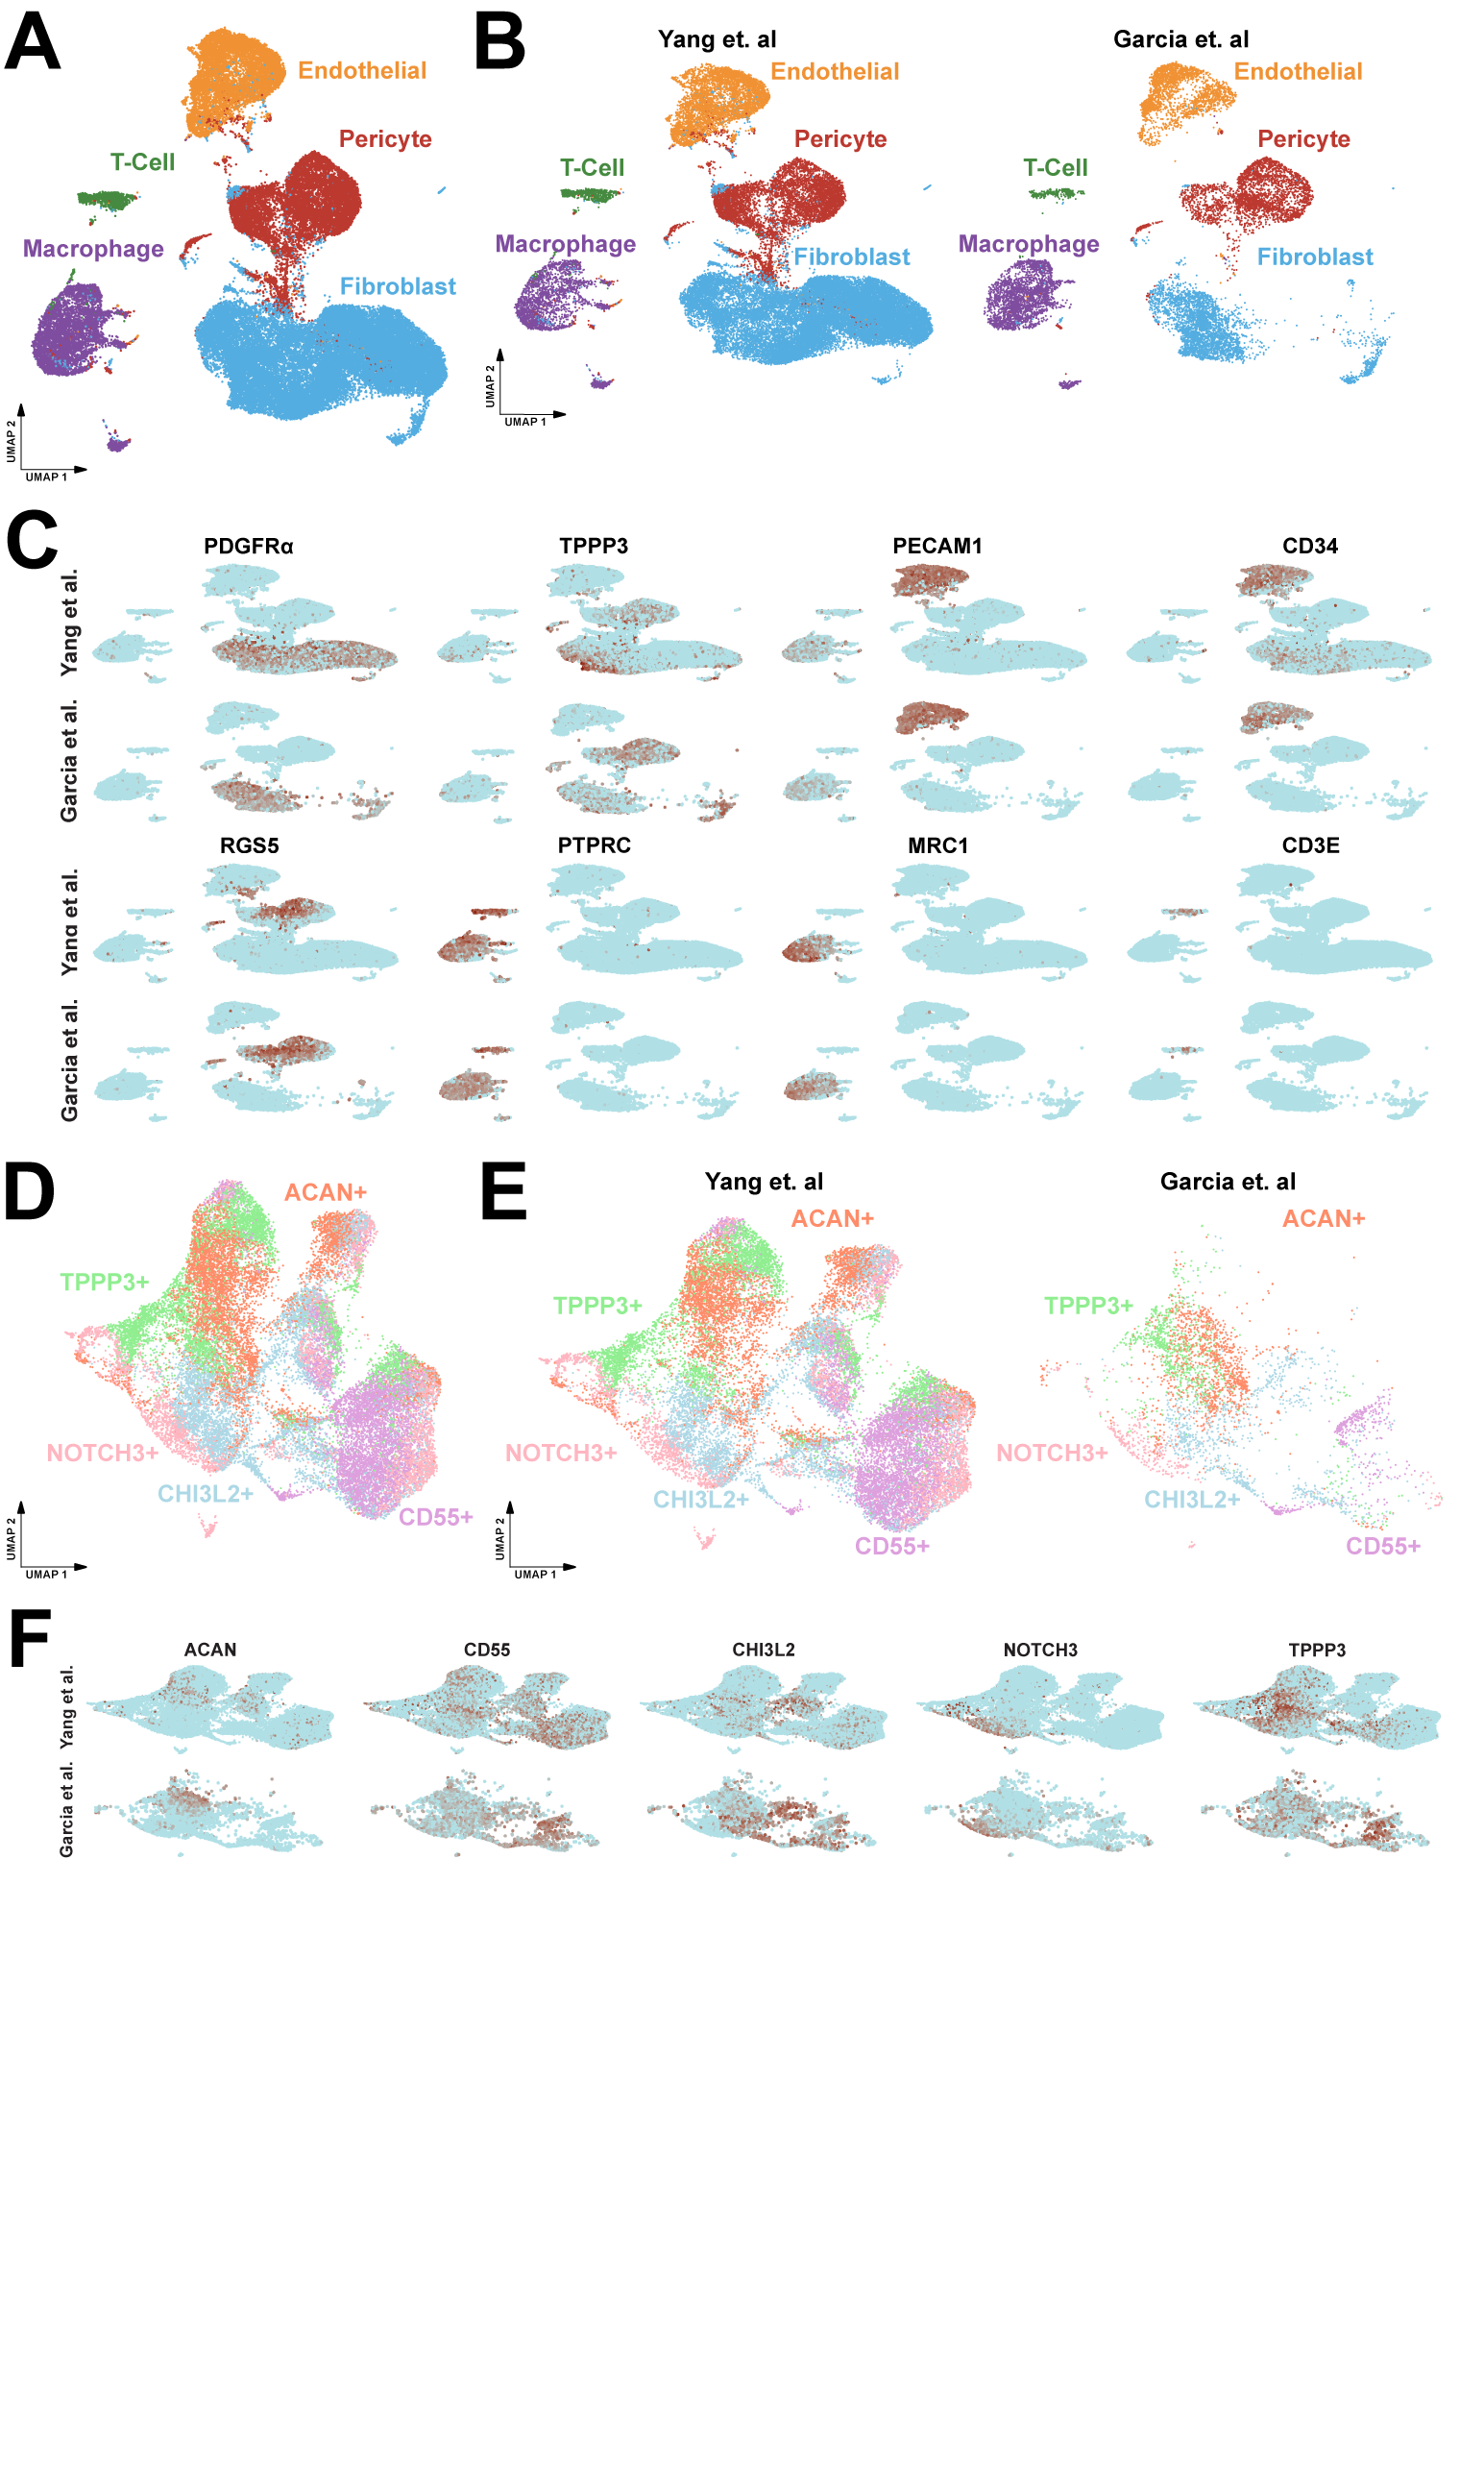 A
Endothelial
Pericyte
T-Cell
Macrophage
Fibroblast
UMAP 2
UMAP 1
B
Yang et. al
Endothelial
Pericyte
T-Cell
Macrophage
Fibroblast
UMAP 2
UMAP 1
Garcia et. al
Endothelial
Pericyte
T-Cell
Macrophage
Fibroblast
C
PDGFRα TPPP3 PECAM1 CD34
Yang et al.
Garcia et al.
RGS5 PTPRC MRC1 CD3E
Yang et al.
Garcia et al.
D
ACAN+
TPPP3+
NOTCH3+
CHI3L2+
CD55+
UMAP 2
UMAP 1
E
Yang et. al
ACAN+
TPPP3+
NOTCH3+
CHI3L2+
CD55+
UMAP 2
UMAP 1
Garcia et. al
ACAN+
TPPP3+
NOTCH3+
CHI3L2+
CD55+
F
ACAN CD55 CHI3L2 NOTCH3 TPPP3
Yang et al.
Garcia et al.